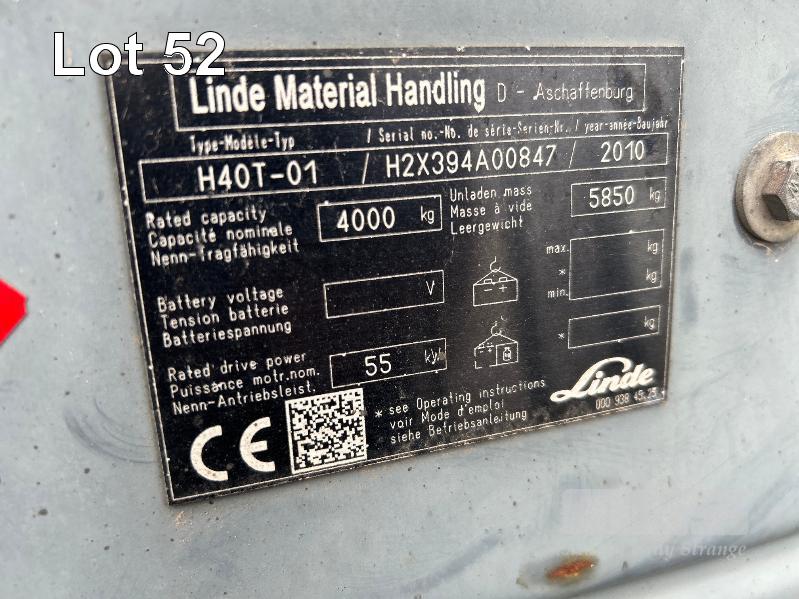 Lot 52
Linde Material Handling D - Aschaffenburg
Type-Modèle-Typ / Serial no.-No. de série-Serien-Nr. / year-année-Baujahr
H40T-01 / H2X394A00847 / 2010
Rated capacity
Capacité nominale
Nenn-Tragfähigkeit
4000 kg
Unladen mass
Masse à vide
Leergewicht
5850 kg
Battery voltage
Tension batterie
Batteriespannung
V
max. kg
* kg
min.
Rated drive power
Puissance motr.nom.
Nenn-Antriebsleist.
55 kW
* kg
* see Operating instructions
voir Mode d'emploi
siehe Betriebsanleitung
Linde
000 938 45 25
CE
Strange